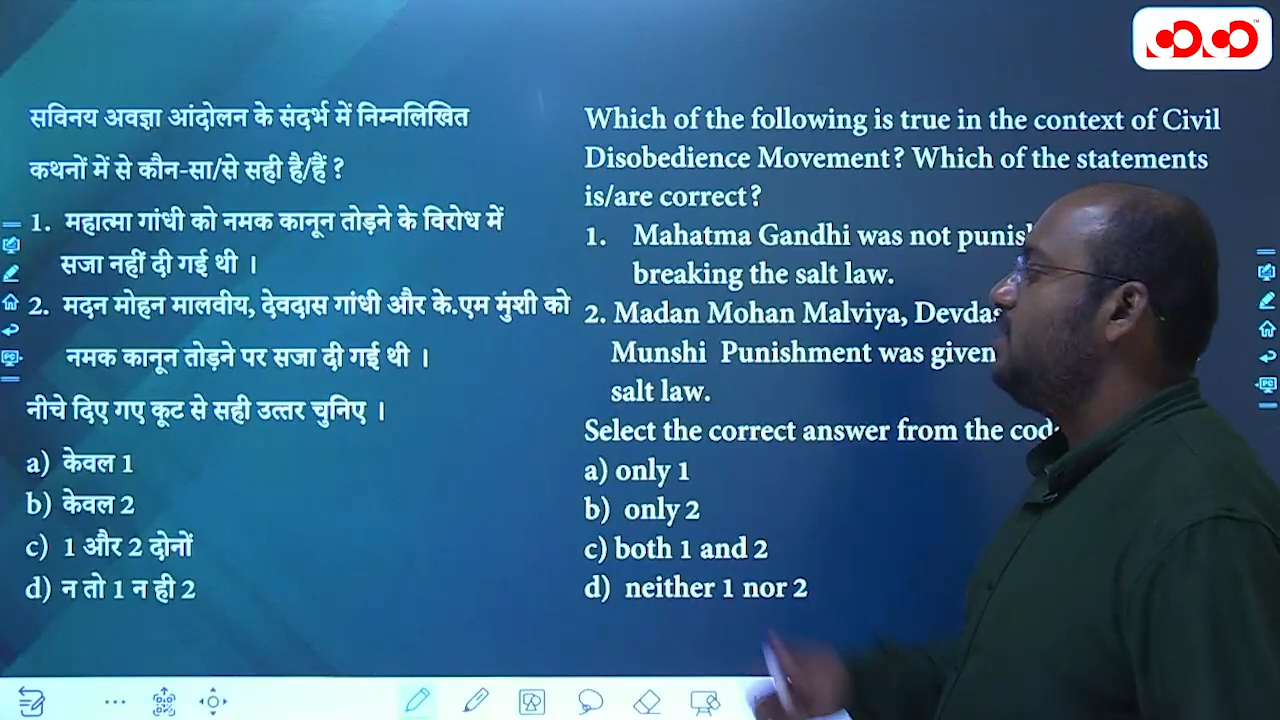 सविनय अवज्ञा आंदोलन के संदर्भ में निम्नलिखित
कथनों में से कौन-सा/से सही है/हैं ?
1. महात्मा गांधी को नमक कानून तोड़ने के विरोध में
सजा नहीं दी गई थी ।
2. मदन मोहन मालवीय, देवदास गांधी और के.एम मुंशी को
नमक कानून तोड़ने पर सजा दी गई थी ।
नीचे दिए गए कूट से सही उत्तर चुनिए ।
a) केवल 1
b) केवल 2
c) 1 और 2 दोनों
d) न तो 1 न ही 2
Which of the following is true in the context of Civil
Disobedience Movement? Which of the statements
is/are correct?
1. Mahatma Gandhi was not
breaking the salt law.
2. Madan Mohan Malviya,
Munshi Punishment was given
salt law.
Select the correct answer from the
a) only 1
b) only 2
c) both 1 and 2
d) neither 1 nor 2